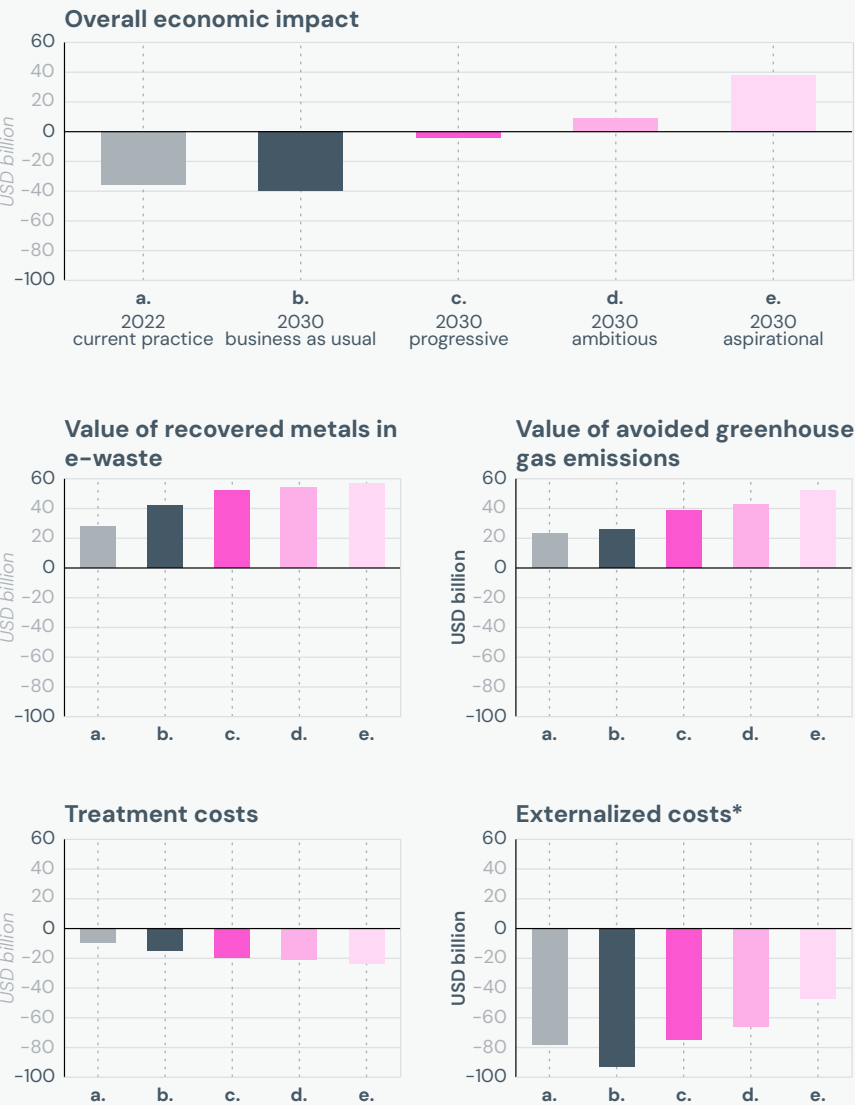 Overall economic impact
60
40
20
0
-20
-40
-60
-80
-100
USD billion
a.
2022
current practice
b.
2030
business as usual
c.
2030
progressive
d.
2030
ambitious
e.
2030
aspirational
Value of recovered metals in
e-waste
60
40
20
0
-20
-40
-60
-80
-100
USD billion
a. b. c. d. e.
Value of avoided greenhouse
gas emissions
60
40
20
0
-20
-40
-60
-80
-100
USD billion
a. b. c. d. e.
Treatment costs
60
40
20
0
-20
-40
-60
-80
-100
USD billion
a. b. c. d. e.
Externalized costs*
60
40
20
0
-20
-40
-60
-80
-100
USD billion
a. b. c. d. e.